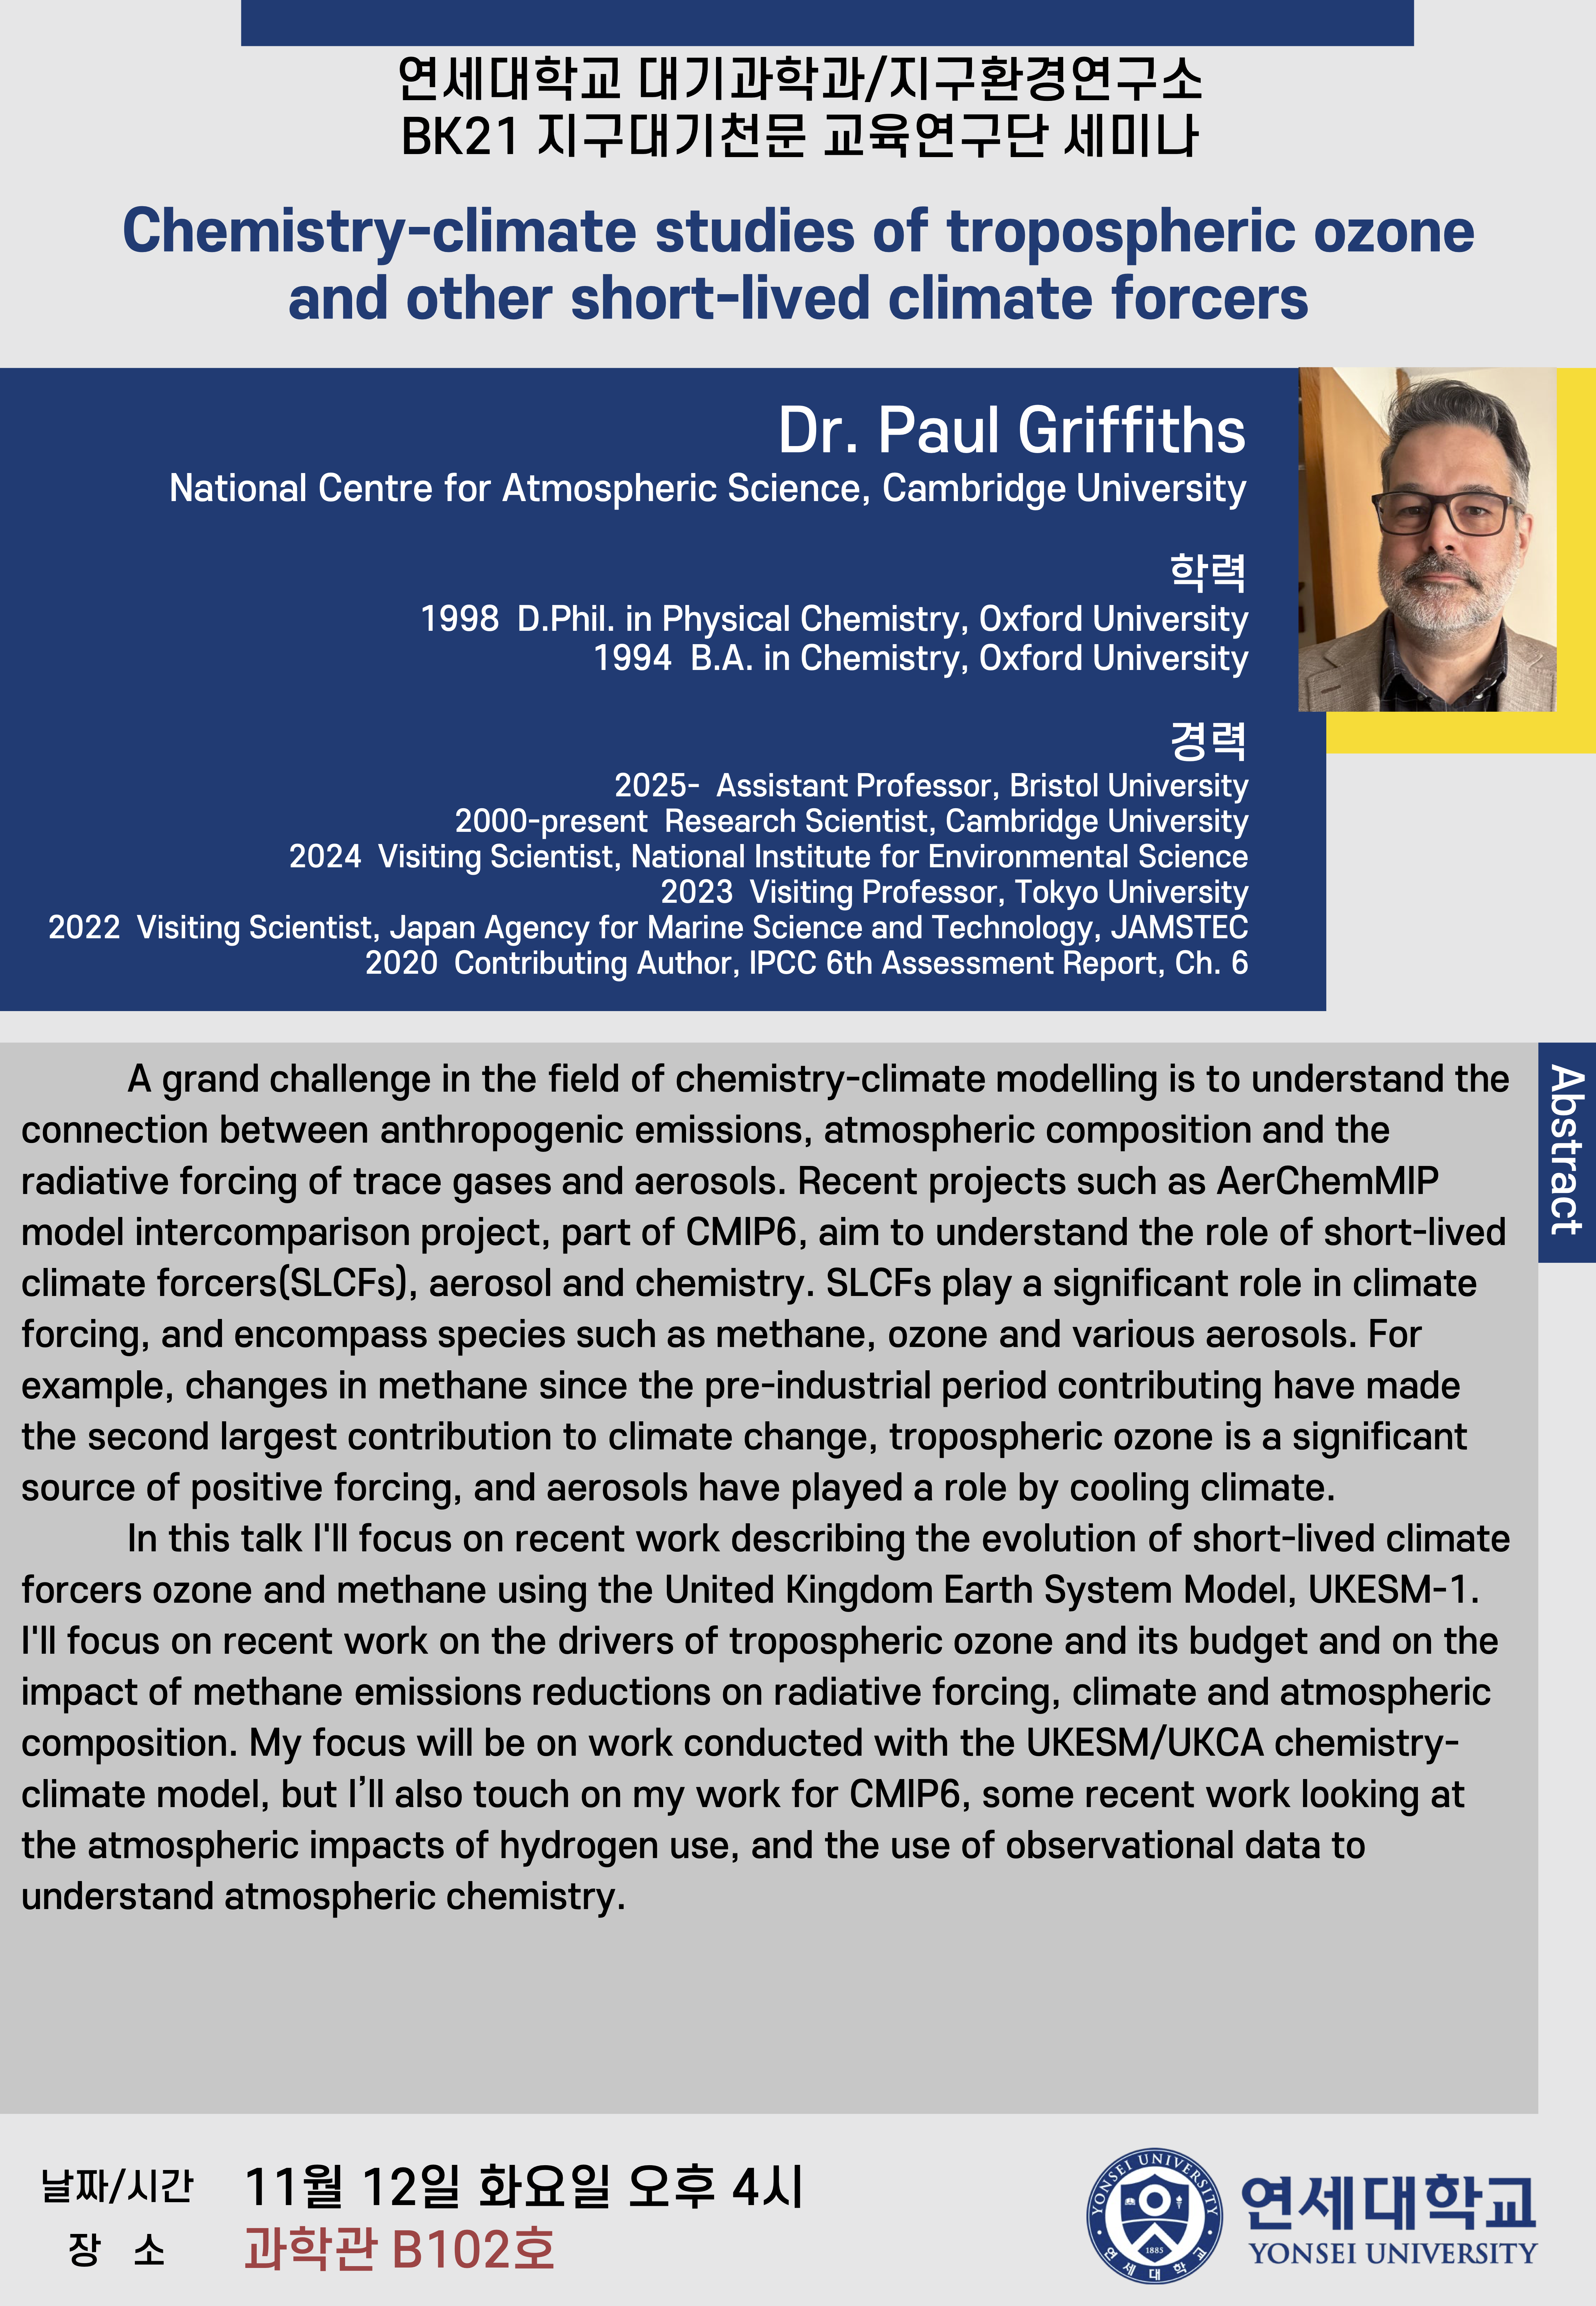 연세대학교 대기과학과/지구환경연구소
BK21 지구대기천문 교육연구단 세미나
Chemistry-climate studies of tropospheric ozone
and other short-lived climate forcers
Dr. Paul Griffiths
National Centre for Atmospheric Science, Cambridge University
학력
1998 D.Phil. in Physical Chemistry, Oxford University
1994 B.A. in Chemistry, Oxford University
경력
2025- Assistant Professor, Bristol University
2000-present Research Scientist, Cambridge University
2024 Visiting Scientist, National Institute for Environmental Science
2023 Visiting Professor, Tokyo University
2022 Visiting Scientist, Japan Agency for Marine Science and Technology, JAMSTEC
2020 Contributing Author, IPCC 6th Assessment Report, Ch. 6
Abstract
A grand challenge in the field of chemistry-climate modelling is to understand the
connection between anthropogenic emissions, atmospheric composition and the
radiative forcing of trace gases and aerosols. Recent projects such as AerChemMIP
model intercomparison project, part of CMIP6, aim to understand the role of short-lived
climate forcers(SLCFs), aerosol and chemistry. SLCFs play a significant role in climate
forcing, and encompass species such as methane, ozone and various aerosols. For
example, changes in methane since the pre-industrial period contributing have made
the second largest contribution to climate change, tropospheric ozone is a significant
source of positive forcing, and aerosols have played a role by cooling climate.
In this talk I'll focus on recent work describing the evolution of short-lived climate
forcers ozone and methane using the United Kingdom Earth System Model, UKESM-1.
I'll focus on recent work on the drivers of tropospheric ozone and its budget and on the
impact of methane emissions reductions on radiative forcing, climate and atmospheric
composition. My focus will be on work conducted with the UKESM/UKCA chemistry-
climate model, but I’ll also touch on my work for CMIP6, some recent work looking at
the atmospheric impacts of hydrogen use, and the use of observational data to
understand atmospheric chemistry.
날짜/시간 11월 12일 화요일 오후 4시
장 소 과학관 B102호
YONSEI UNIVERSITY
1885
연세대학교
연세대학교
YONSEI UNIVERSITY